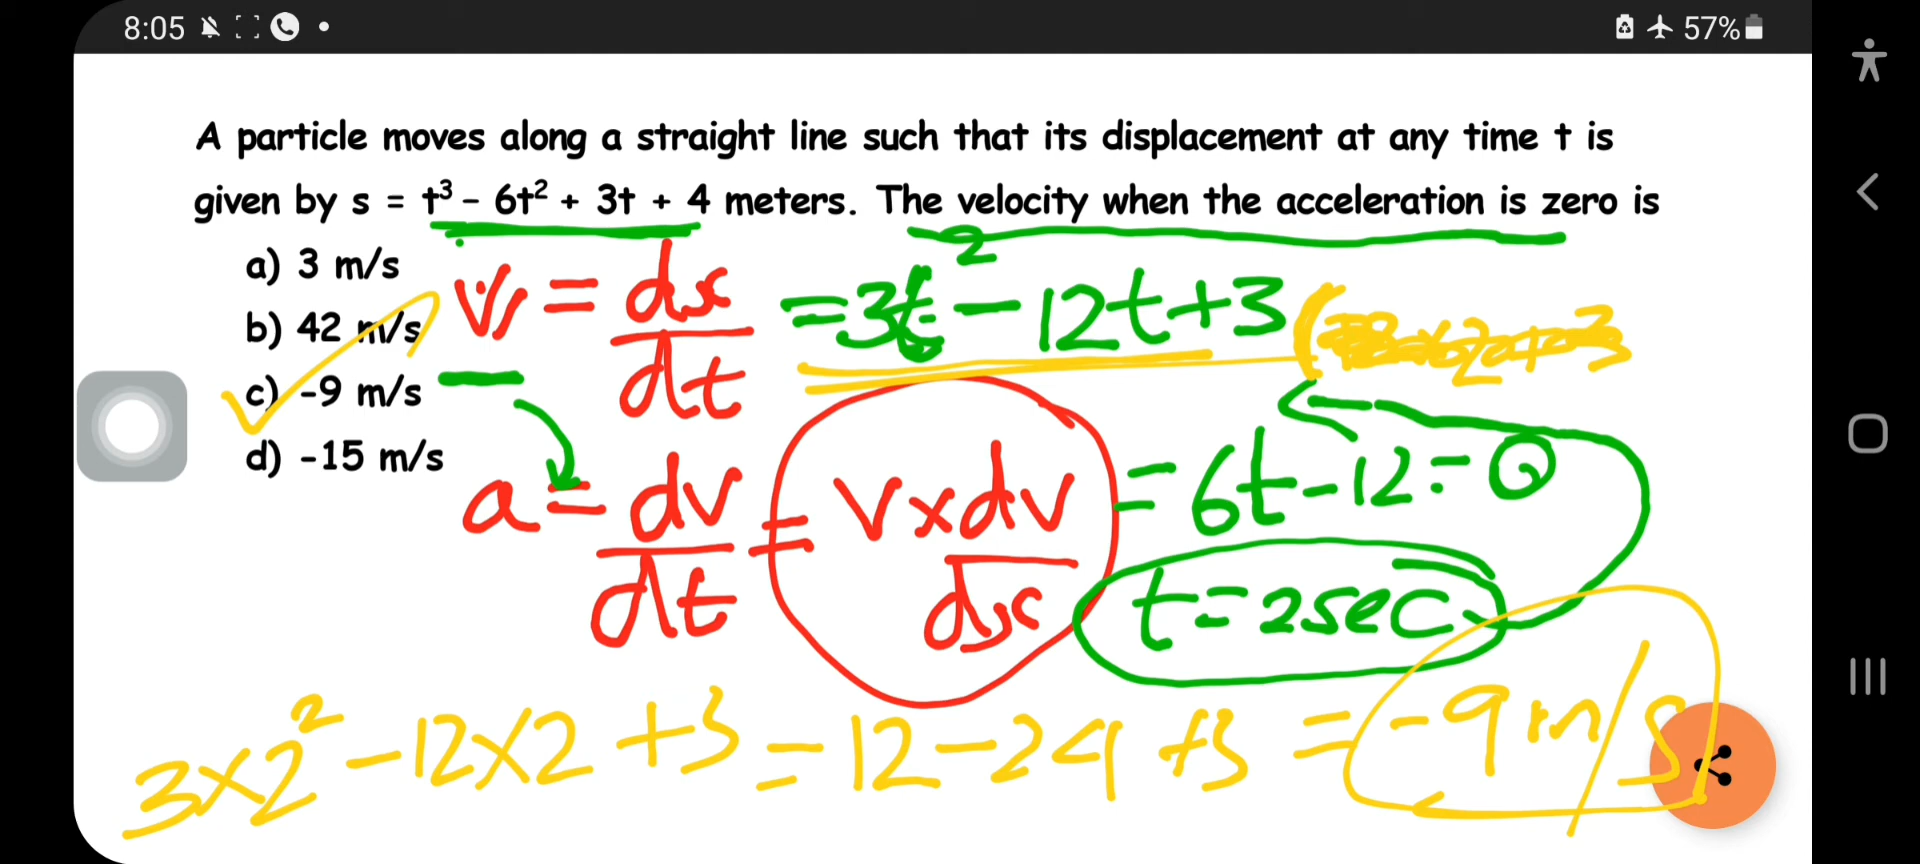 8:05
57%
A particle moves along a straight line such that its displacement at any time t is
given by s = t³ - 6t² + 3t + 4 meters. The velocity when the acceleration is zero is
a) 3 m/s
b) 42 m/s
c) -9 m/s
d) -15 m/s
v = ds/dt = 3t² - 12t + 3
a = dv/dt = v × dv/ds = 6t - 12 = 0
t = 2 sec
3×2² - 12×2 + 3 = 12 - 24 + 3 = -9 m/s